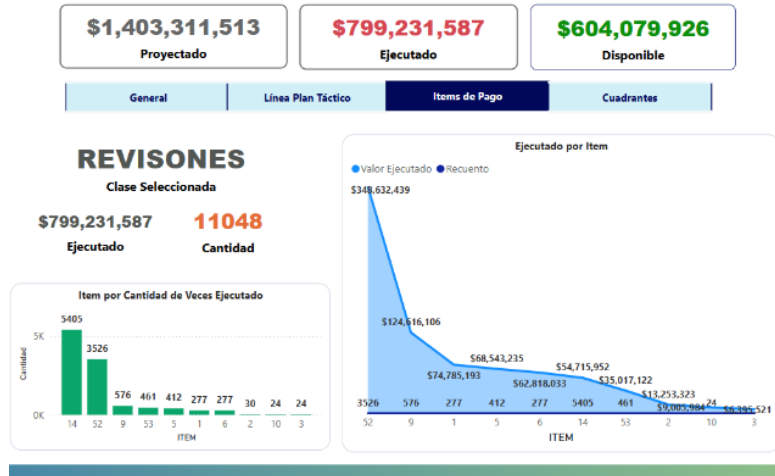 $1,403,311,513
Proyectado
$799,231,587
Ejecutado
$604,079,926
Disponible
General
Línea Plan Táctico
Items de Pago
Cuadrantes
REVISONES
Clase Seleccionada
$799,231,587
Ejecutado
11048
Cantidad
Item por Cantidad de Veces Ejecutado
Cantidad
5K
0K
5405
3526
576
461
412
277
277
30
24
24
14
52
9
53
5
1
6
2
10
3
ITEM
Ejecutado por Item
Valor Ejecutado
Recuento
$124,616,106
$74,785,193
$68,543,235
$62,818,033
$54,715,952
$35,017,122
$13,253,323
$9,005,984
$6,395,521
3526
576
277
412
277
5405
461
24
52
9
1
5
6
14
53
2
10
3
ITEM